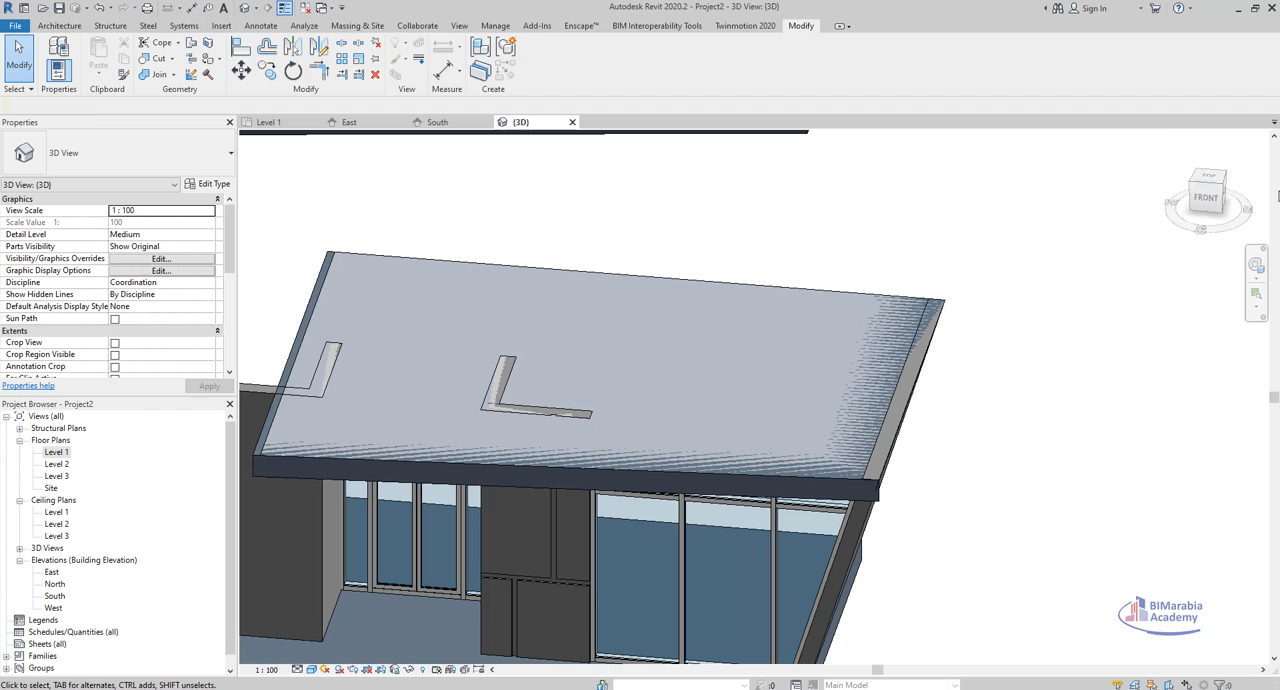 Autodesk Revit 2020.2 - Project2 - 3D View: {3D}
Sign In
File Architecture Structure Steel Systems Insert Annotate Analyze Massing & Site Collaborate View Manage Add-Ins Enscape™ BIM Interoperability Tools Twinmotion 2020 Modify
Modify Paste Cope Cut Join
Select Properties Clipboard Geometry Modify View Measure Create
Properties
Level 1 East South {3D}
3D View
3D View: {3D} Edit Type
Graphics
View Scale 1 : 100
Scale Value 1: 100
Detail Level Medium
Parts Visibility Show Original
Visibility/Graphics Overrides Edit...
Graphic Display Options Edit...
Discipline Coordination
Show Hidden Lines By Discipline
Default Analysis Display Style None
Sun Path
Extents
Crop View
Crop Region Visible
Annotation Crop
Properties help Apply
TOP
FRONT
Project Browser - Project2
Views (all)
Structural Plans
Floor Plans
Level 1
Level 2
Level 3
Site
Ceiling Plans
Level 1
Level 2
Level 3
3D Views
Elevations (Building Elevation)
East
North
South
West
Legends
Schedules/Quantities (all)
Sheets (all)
Families
Groups
BIMarabia
Academy
1 : 100
Click to select, TAB for alternates, CTRL adds, SHIFT unselects. :0 Main Model :0